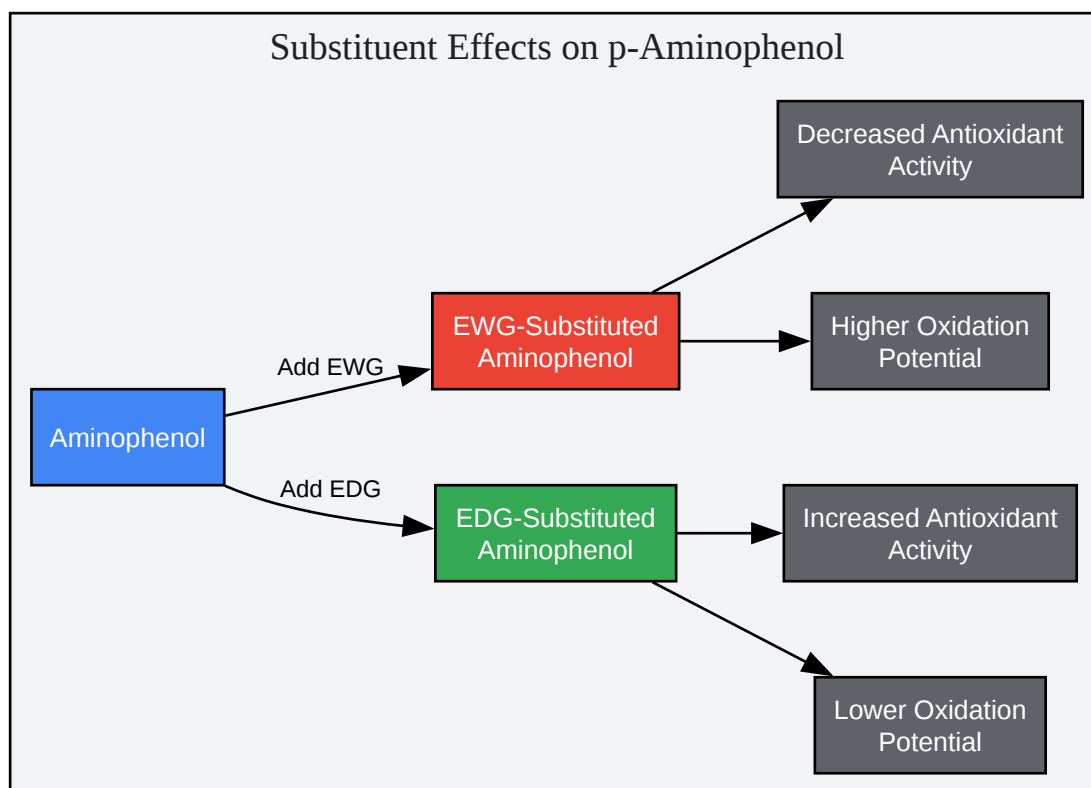 Substituent Effects on p-Aminophenol
Decreased Antioxidant
Activity
EWG-Substituted
Aminophenol
Higher Oxidation
Potential
Add EWG
Aminophenol
Add EDG
EDG-Substituted
Aminophenol
Increased Antioxidant
Activity
Lower Oxidation
Potential